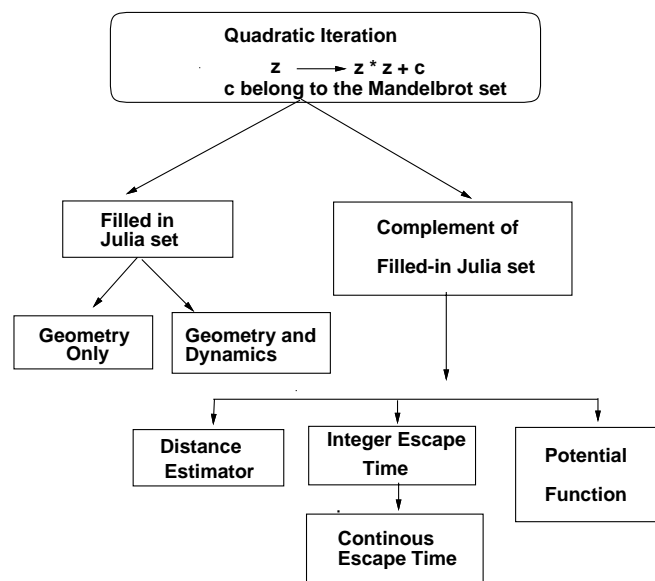 Quadratic Iteration
z → z * z + c
c belong to the Mandelbrot set
Filled in
Julia set
Complement of
Filled-in Julia set
Geometry
Only
Geometry and
Dynamics
Distance
Estimator
Integer Escape
Time
Potential
Function
Continous
Escape Time